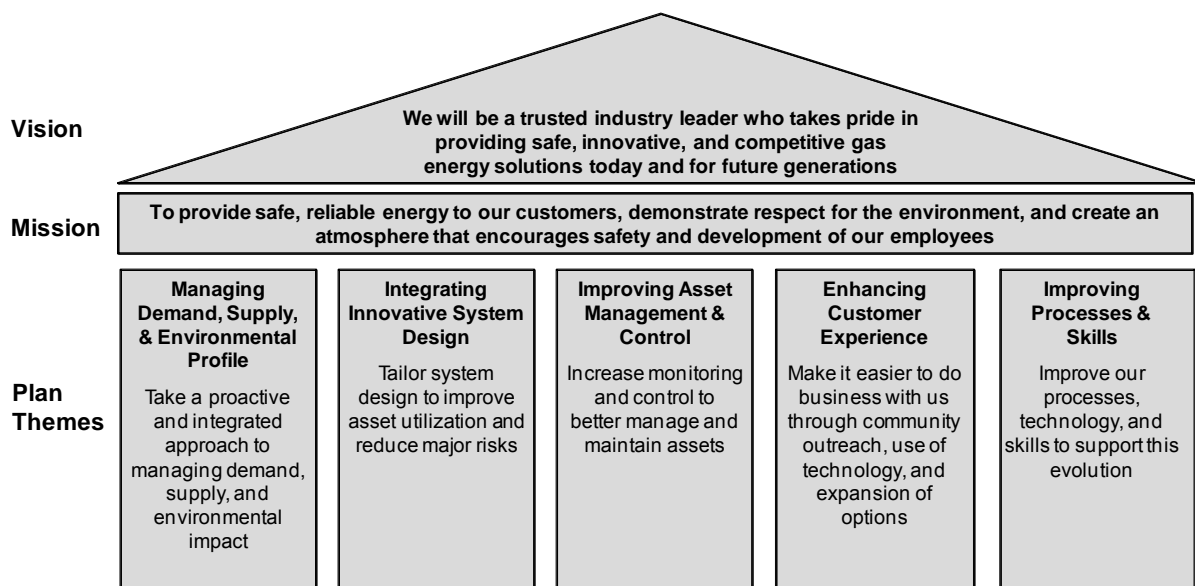 Vision
We will be a trusted industry leader who takes pride in
providing safe, innovative, and competitive gas
energy solutions today and for future generations
Mission
To provide safe, reliable energy to our customers, demonstrate respect for the environment, and create an
atmosphere that encourages safety and development of our employees
Plan
Themes
Managing
Demand, Supply,
& Environmental
Profile
Take a proactive
and integrated
approach to
managing demand,
supply, and
environmental
impact
Integrating
Innovative System
Design
Tailor system
design to improve
asset utilization and
reduce major risks
Improving Asset
Management &
Control
Increase monitoring
and control to
better manage and
maintain assets
Enhancing
Customer
Experience
Make it easier to do
business with us
through community
outreach, use of
technology, and
expansion of
options
Improving
Processes &
Skills
Improve our
processes,
technology, and
skills to support this
evolution